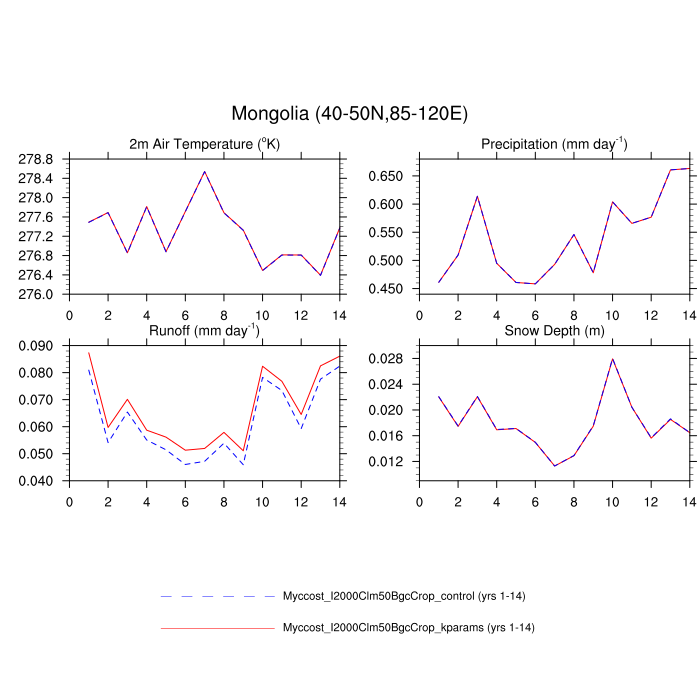 Mongolia (40-50N,85-120E)
2m Air Temperature (°K)
Precipitation (mm day⁻¹)
278.8
278.4
278.0
277.6
277.2
276.8
276.4
276.0
0 2 4 6 8 10 12 14
0.650
0.600
0.550
0.500
0.450
0 2 4 6 8 10 12 14
Runoff (mm day⁻¹)
Snow Depth (m)
0.090
0.080
0.070
0.060
0.050
0.040
0 2 4 6 8 10 12 14
0.028
0.024
0.020
0.016
0.012
0 2 4 6 8 10 12 14
Myccost_I2000Clm50BgcCrop_control (yrs 1-14)
Myccost_I2000Clm50BgcCrop_kparams (yrs 1-14)